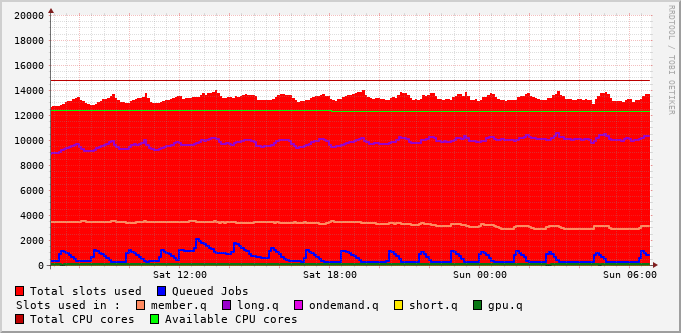 20000
18000
16000
14000
12000
10000
8000
6000
4000
2000
0
Sat 12:00 Sat 18:00 Sun 00:00 Sun 06:00
Total slots used Queued Jobs
Slots used in : member.q long.q ondemand.q short.q gpu.q
Total CPU cores Available CPU cores
RRDTOOL / TOBI OETIKER